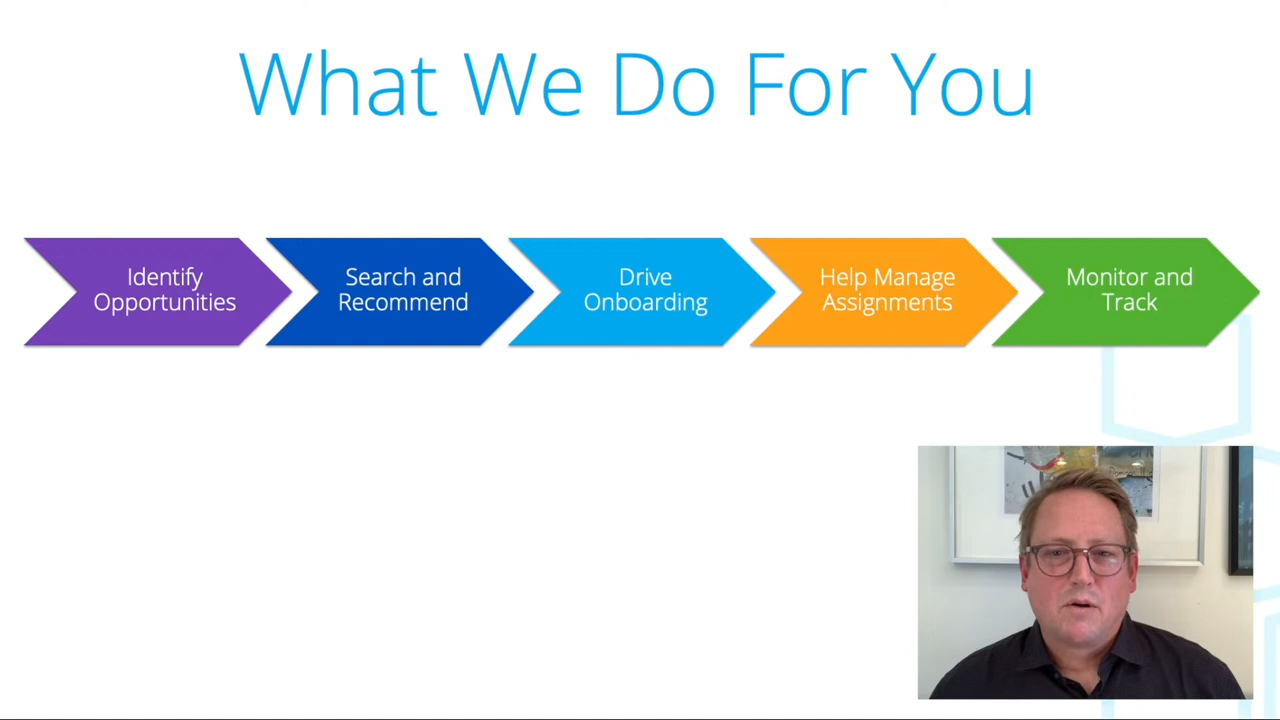 What We Do For You
Identify
Opportunities
Search and
Recommend
Drive
Onboarding
Help Manage
Assignments
Monitor and
Track